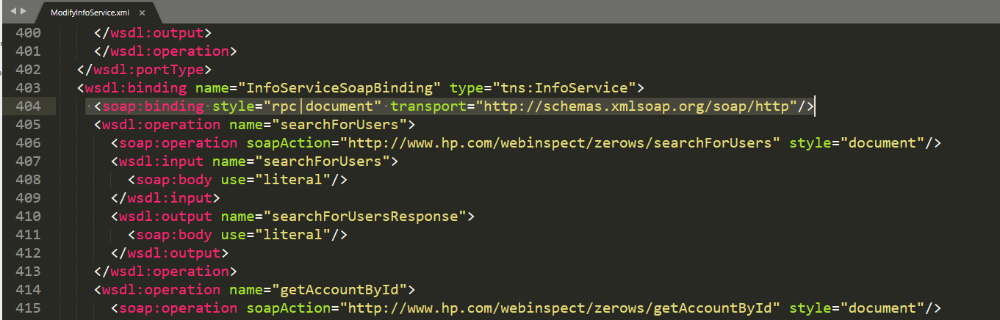 ModifyInfoService.xml ×
400 </wsdl:output>
401 </wsdl:operation>
402 </wsdl:portType>
403 <wsdl:binding name="InfoServiceSoapBinding" type="tns:InfoService">
404 <soap:binding style="rpc|document" transport="http://schemas.xmlsoap.org/soap/http"/>
405 <wsdl:operation name="searchForUsers">
406 <soap:operation soapAction="http://www.hp.com/webinspect/zerows/searchForUsers" style="document"/>
407 <wsdl:input name="searchForUsers">
408 <soap:body use="literal"/>
409 </wsdl:input>
410 <wsdl:output name="searchForUsersResponse">
411 <soap:body use="literal"/>
412 </wsdl:output>
413 </wsdl:operation>
414 <wsdl:operation name="getAccountById">
415 <soap:operation soapAction="http://www.hp.com/webinspect/zerows/getAccountById" style="document"/>